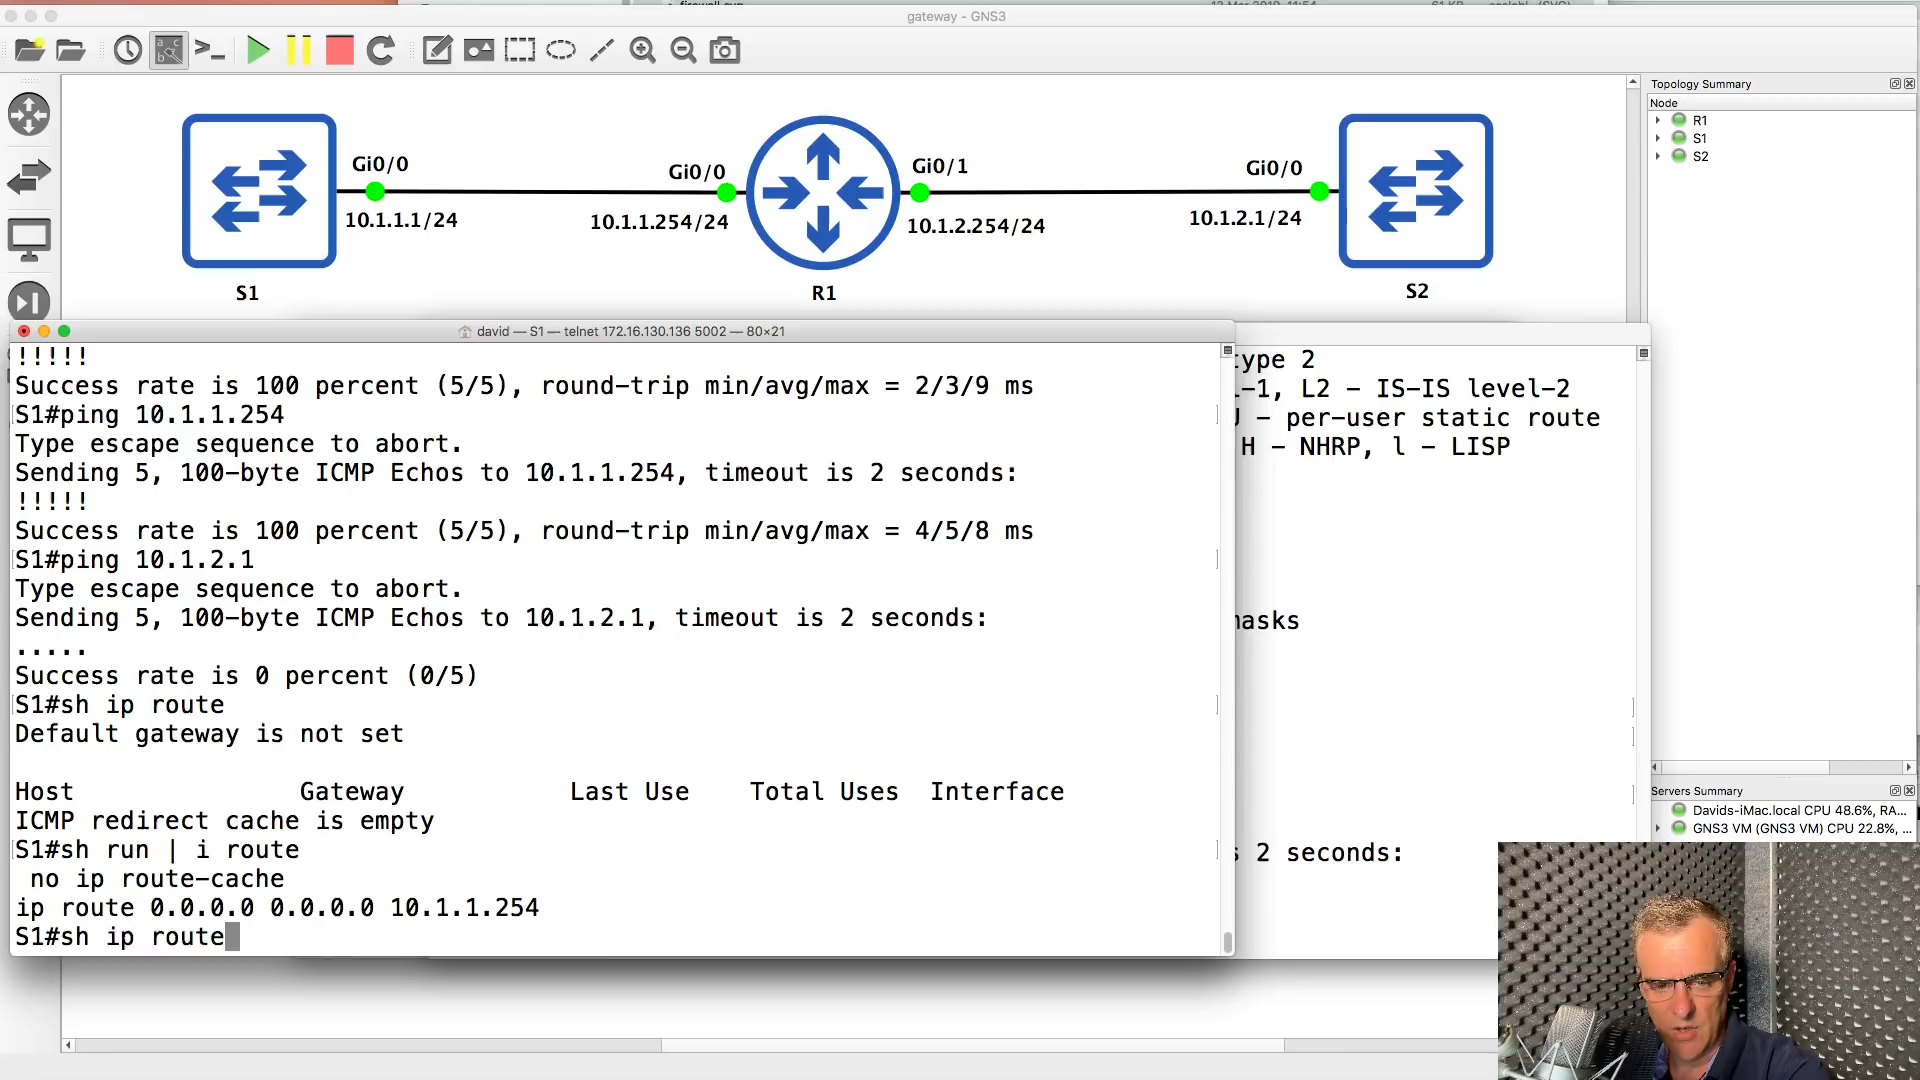 gateway - GNS3
Topology Summary
Node
R1
S1
S2
Gi0/0
Gi0/0
Gi0/1
Gi0/0
10.1.1.1/24
10.1.1.254/24
10.1.2.254/24
10.1.2.1/24
S1
R1
S2
david — S1 — telnet 172.16.130.136 5002 — 80×21
!!!!!
Success rate is 100 percent (5/5), round-trip min/avg/max = 2/3/9 ms
S1#ping 10.1.1.254
Type escape sequence to abort.
Sending 5, 100-byte ICMP Echos to 10.1.1.254, timeout is 2 seconds:
!!!!!
Success rate is 100 percent (5/5), round-trip min/avg/max = 4/5/8 ms
S1#ping 10.1.2.1
Type escape sequence to abort.
Sending 5, 100-byte ICMP Echos to 10.1.2.1, timeout is 2 seconds:
.....
Success rate is 0 percent (0/5)
S1#sh ip route
Default gateway is not set
Host Gateway Last Use Total Uses Interface
ICMP redirect cache is empty
S1#sh run | i route
no ip route-cache
ip route 0.0.0.0 0.0.0.0 10.1.1.254
S1#sh ip route
type 2
-1, L2 - IS-IS level-2
- per-user static route
H - NHRP, l - LISP
masks
2 seconds:
Servers Summary
Davids-iMac.local CPU 48.6%, RA...
GNS3 VM (GNS3 VM) CPU 22.8%, ...